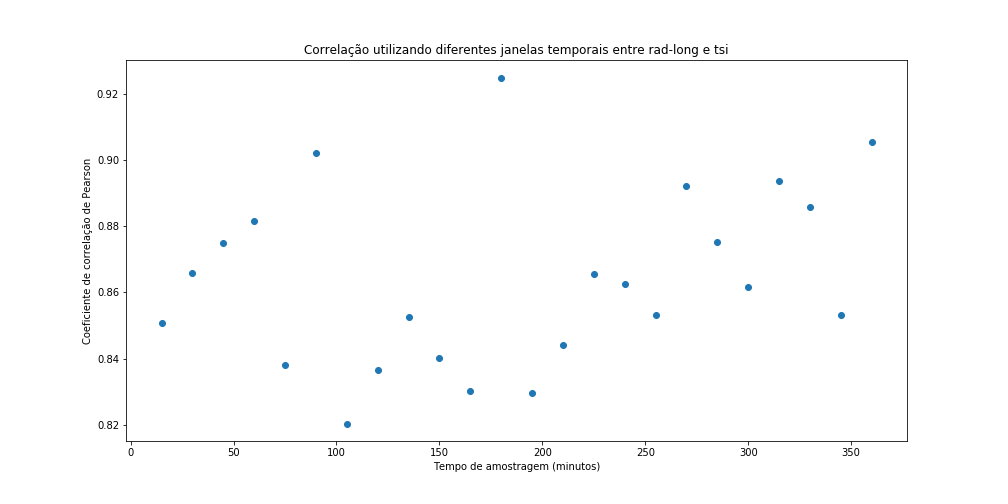 Correlação utilizando diferentes janelas temporais entre rad-long e tsi
Coeficiente de correlação de Pearson
0.92
0.90
0.88
0.86
0.84
0.82
0 50 100 150 200 250 300 350
Tempo de amostragem (minutos)